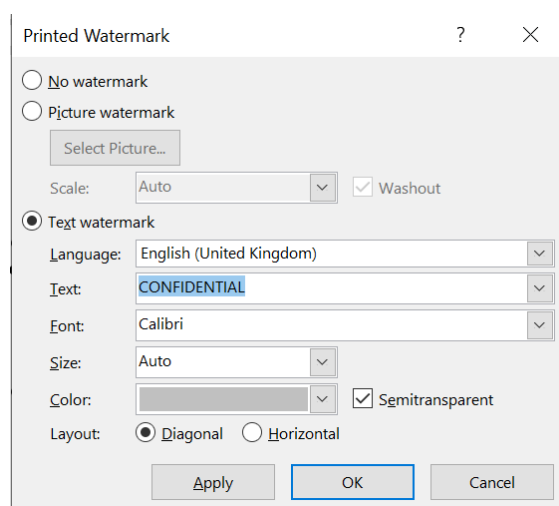 Printed Watermark ?
No watermark
Picture watermark
Select Picture...
Scale: Auto Washout
Text watermark
Language: English (United Kingdom)
Text: CONFIDENTIAL
Font: Calibri
Size: Auto
Color: Semitransparent
Layout: Diagonal Horizontal
Apply OK Cancel